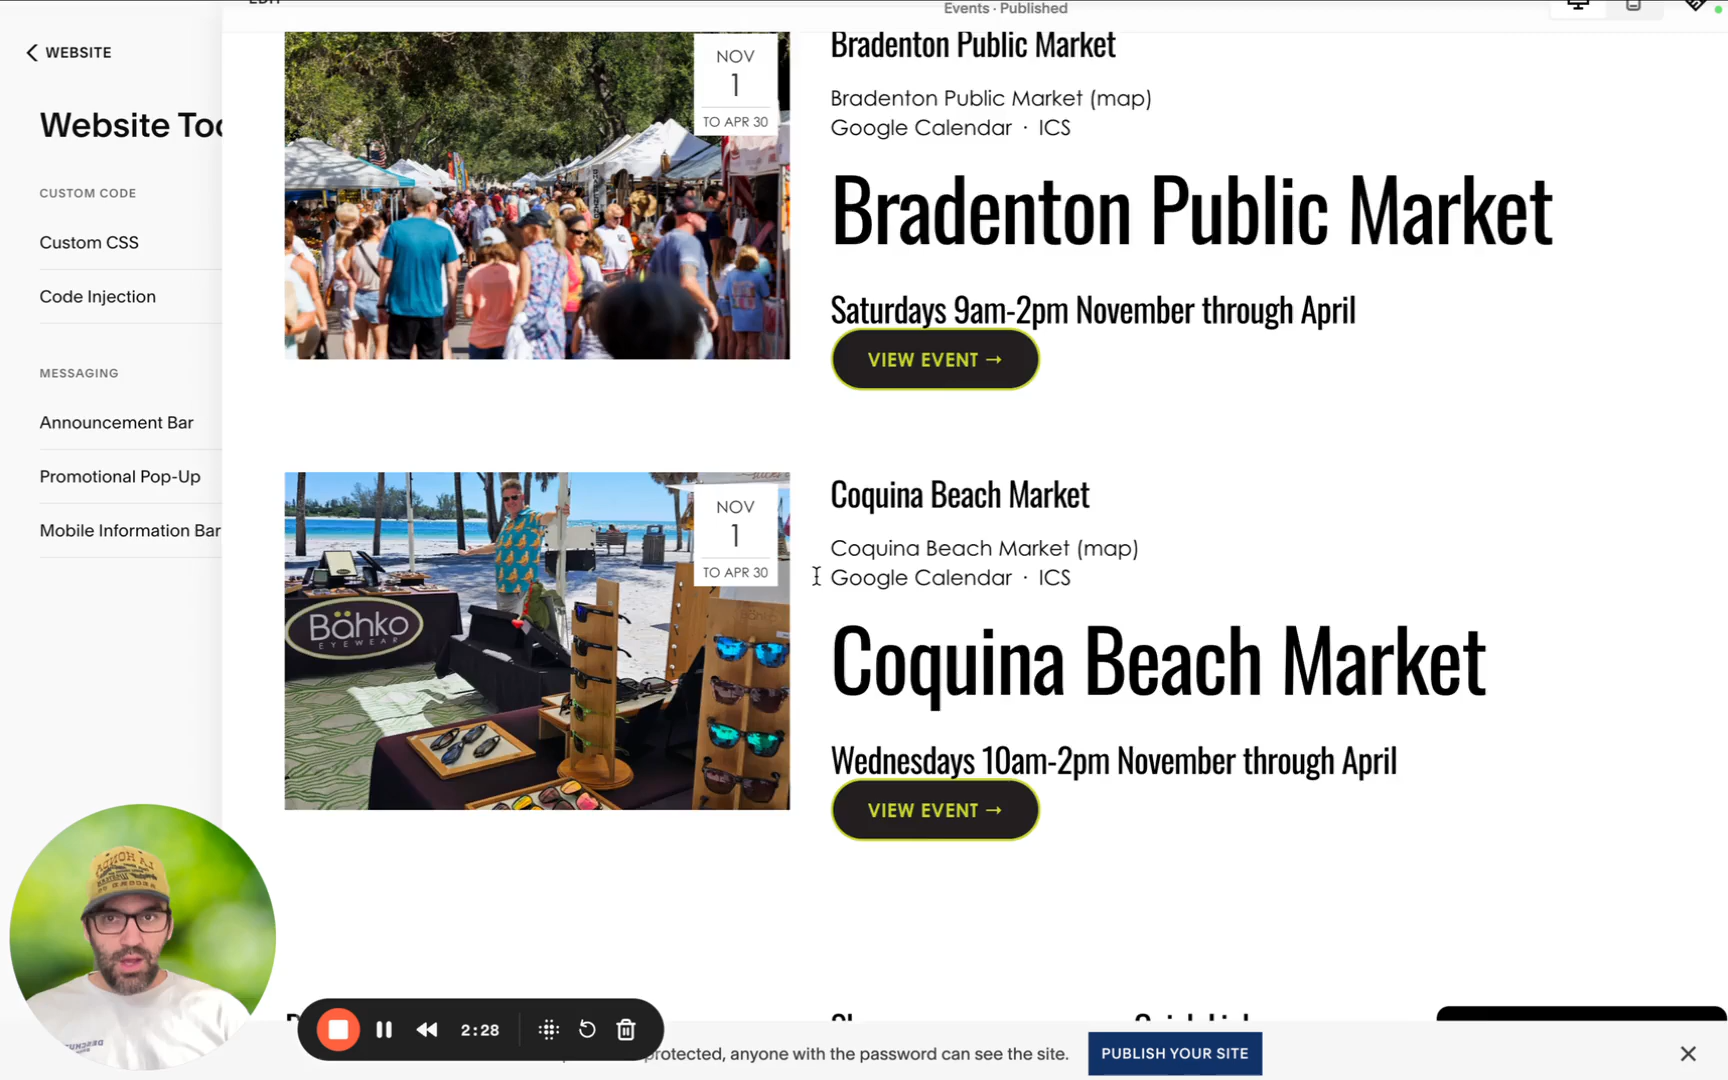 Events · Published
WEBSITE
Website Too
CUSTOM CODE
Custom CSS
Code Injection
MESSAGING
Announcement Bar
Promotional Pop-Up
Mobile Information Bar
NOV
1
TO APR 30
Bradenton Public Market
Bradenton Public Market (map)
Google Calendar · ICS
Bradenton Public Market
Saturdays 9am-2pm November through April
VIEW EVENT →
NOV
1
TO APR 30
Bähko
EYEWEAR
Coquina Beach Market
Coquina Beach Market (map)
Google Calendar · ICS
Coquina Beach Market
Wednesdays 10am-2pm November through April
VIEW EVENT →
2:28
protected, anyone with the password can see the site.
PUBLISH YOUR SITE